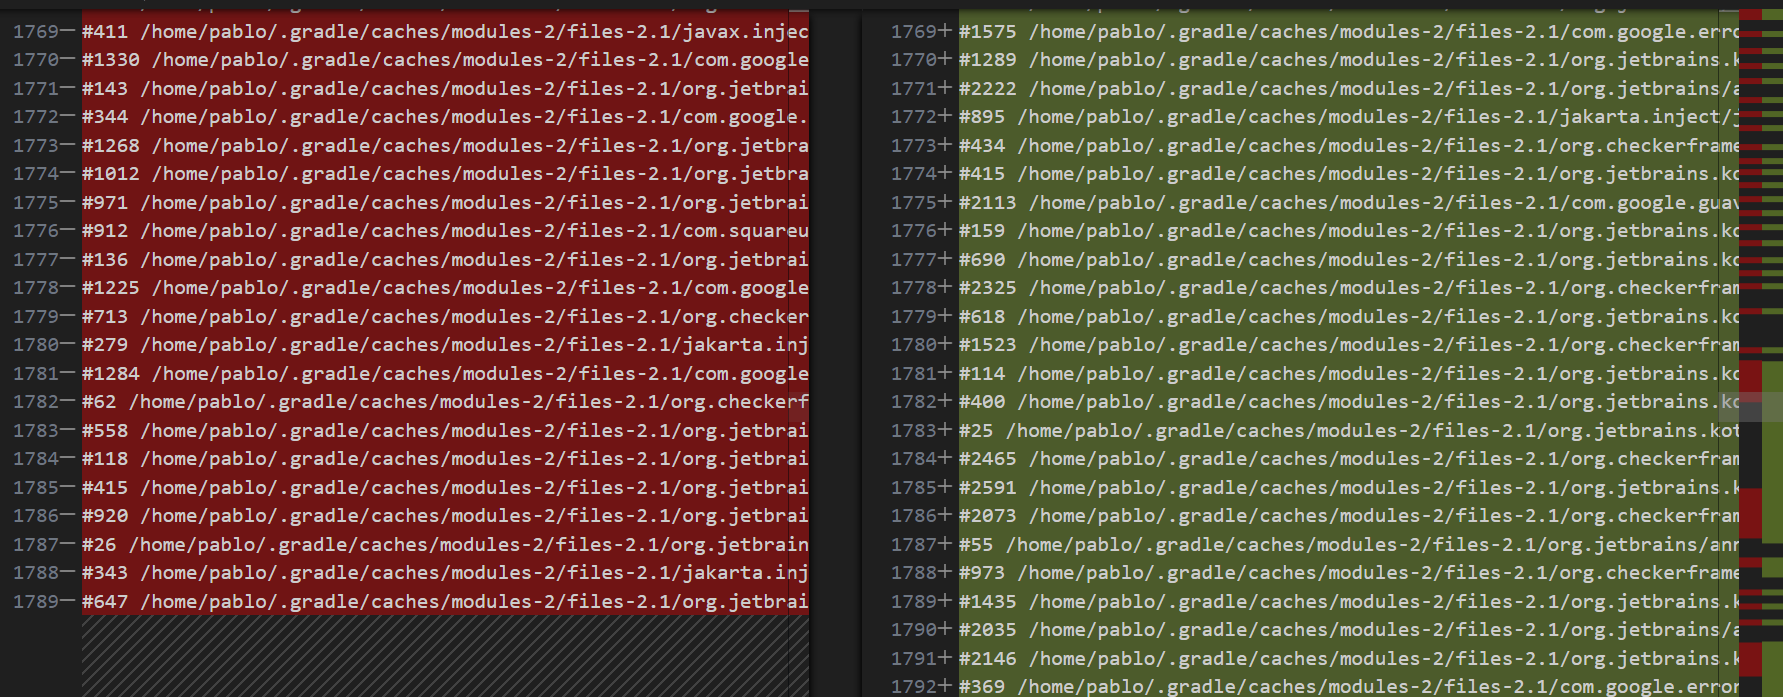 1769− #411 /home/pablo/.gradle/caches/modules-2/files-2.1/javax.injec
1770− #1330 /home/pablo/.gradle/caches/modules-2/files-2.1/com.google
1771− #143 /home/pablo/.gradle/caches/modules-2/files-2.1/org.jetbrai
1772− #344 /home/pablo/.gradle/caches/modules-2/files-2.1/com.google.
1773− #1268 /home/pablo/.gradle/caches/modules-2/files-2.1/org.jetbra
1774− #1012 /home/pablo/.gradle/caches/modules-2/files-2.1/org.jetbra
1775− #971 /home/pablo/.gradle/caches/modules-2/files-2.1/org.jetbrai
1776− #912 /home/pablo/.gradle/caches/modules-2/files-2.1/com.squareu
1777− #136 /home/pablo/.gradle/caches/modules-2/files-2.1/org.jetbrai
1778− #1225 /home/pablo/.gradle/caches/modules-2/files-2.1/com.google
1779− #713 /home/pablo/.gradle/caches/modules-2/files-2.1/org.checker
1780− #279 /home/pablo/.gradle/caches/modules-2/files-2.1/jakarta.inj
1781− #1284 /home/pablo/.gradle/caches/modules-2/files-2.1/com.google
1782− #62 /home/pablo/.gradle/caches/modules-2/files-2.1/org.checkerf
1783− #558 /home/pablo/.gradle/caches/modules-2/files-2.1/org.jetbrai
1784− #118 /home/pablo/.gradle/caches/modules-2/files-2.1/org.jetbrai
1785− #415 /home/pablo/.gradle/caches/modules-2/files-2.1/org.jetbrai
1786− #920 /home/pablo/.gradle/caches/modules-2/files-2.1/org.jetbrai
1787− #26 /home/pablo/.gradle/caches/modules-2/files-2.1/org.jetbrain
1788− #343 /home/pablo/.gradle/caches/modules-2/files-2.1/jakarta.inj
1789− #647 /home/pablo/.gradle/caches/modules-2/files-2.1/org.jetbrai
1769+ #1575 /home/pablo/.gradle/caches/modules-2/files-2.1/com.google.erro
1770+ #1289 /home/pablo/.gradle/caches/modules-2/files-2.1/org.jetbrains.k
1771+ #2222 /home/pablo/.gradle/caches/modules-2/files-2.1/org.jetbrains/a
1772+ #895 /home/pablo/.gradle/caches/modules-2/files-2.1/jakarta.inject/j
1773+ #434 /home/pablo/.gradle/caches/modules-2/files-2.1/org.checkerframe
1774+ #415 /home/pablo/.gradle/caches/modules-2/files-2.1/org.jetbrains.ko
1775+ #2113 /home/pablo/.gradle/caches/modules-2/files-2.1/com.google.guav
1776+ #159 /home/pablo/.gradle/caches/modules-2/files-2.1/org.jetbrains.ko
1777+ #690 /home/pablo/.gradle/caches/modules-2/files-2.1/org.jetbrains.ko
1778+ #2325 /home/pablo/.gradle/caches/modules-2/files-2.1/org.checkerfram
1779+ #618 /home/pablo/.gradle/caches/modules-2/files-2.1/org.jetbrains.ko
1780+ #1523 /home/pablo/.gradle/caches/modules-2/files-2.1/org.checkerfram
1781+ #114 /home/pablo/.gradle/caches/modules-2/files-2.1/org.jetbrains.ko
1782+ #400 /home/pablo/.gradle/caches/modules-2/files-2.1/org.jetbrains.ko
1783+ #25 /home/pablo/.gradle/caches/modules-2/files-2.1/org.jetbrains.kot
1784+ #2465 /home/pablo/.gradle/caches/modules-2/files-2.1/org.checkerfram
1785+ #2591 /home/pablo/.gradle/caches/modules-2/files-2.1/org.jetbrains.k
1786+ #2073 /home/pablo/.gradle/caches/modules-2/files-2.1/org.checkerfram
1787+ #55 /home/pablo/.gradle/caches/modules-2/files-2.1/org.jetbrains/ann
1788+ #973 /home/pablo/.gradle/caches/modules-2/files-2.1/org.checkerframe
1789+ #1435 /home/pablo/.gradle/caches/modules-2/files-2.1/org.jetbrains.k
1790+ #2035 /home/pablo/.gradle/caches/modules-2/files-2.1/org.jetbrains/a
1791+ #2146 /home/pablo/.gradle/caches/modules-2/files-2.1/org.jetbrains.k
1792+ #369 /home/pablo/.gradle/caches/modules-2/files-2.1/com.google.error